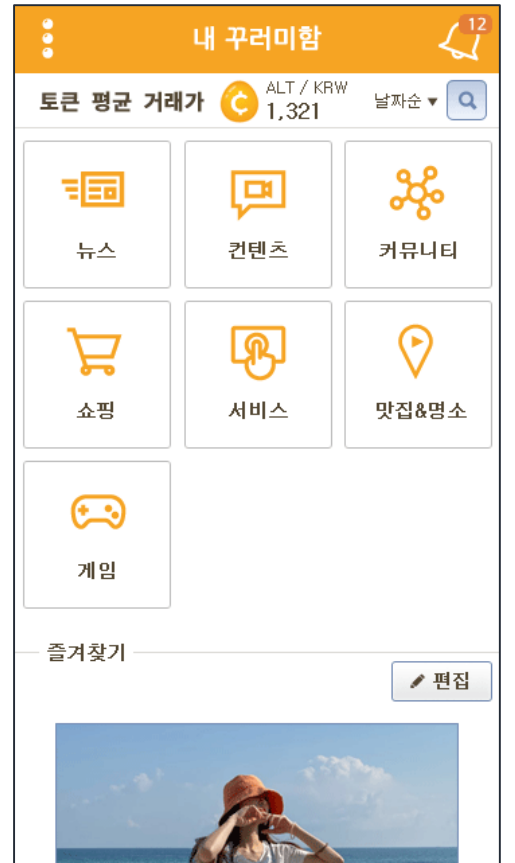 내 꾸러미함
12
토큰 평균 거래가
ALT / KRW
1,321
날짜순 ▼
뉴스
컨텐츠
커뮤니티
쇼핑
서비스
맛집&명소
게임
즐겨찾기
편집